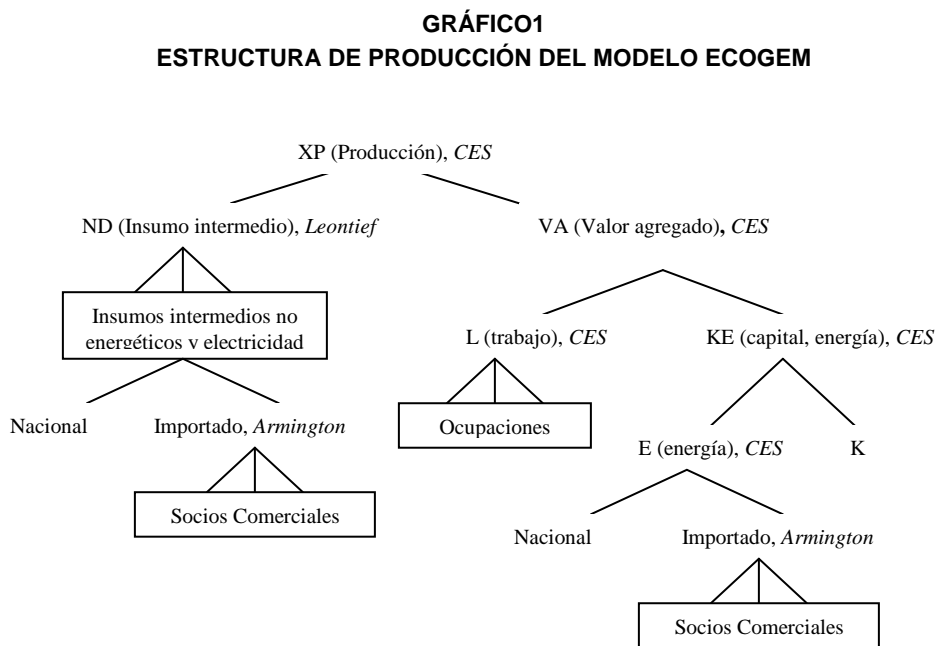 GRÁFICO1
ESTRUCTURA DE PRODUCCIÓN DEL MODELO ECOGEM
XP (Producción), CES
ND (Insumo intermedio), Leontief
VA (Valor agregado), CES
Insumos intermedios no
energéticos y electricidad
L (trabajo), CES
KE (capital, energía), CES
Nacional
Importado, Armington
Ocupaciones
E (energía), CES
K
Socios Comerciales
Nacional
Importado, Armington
Socios Comerciales